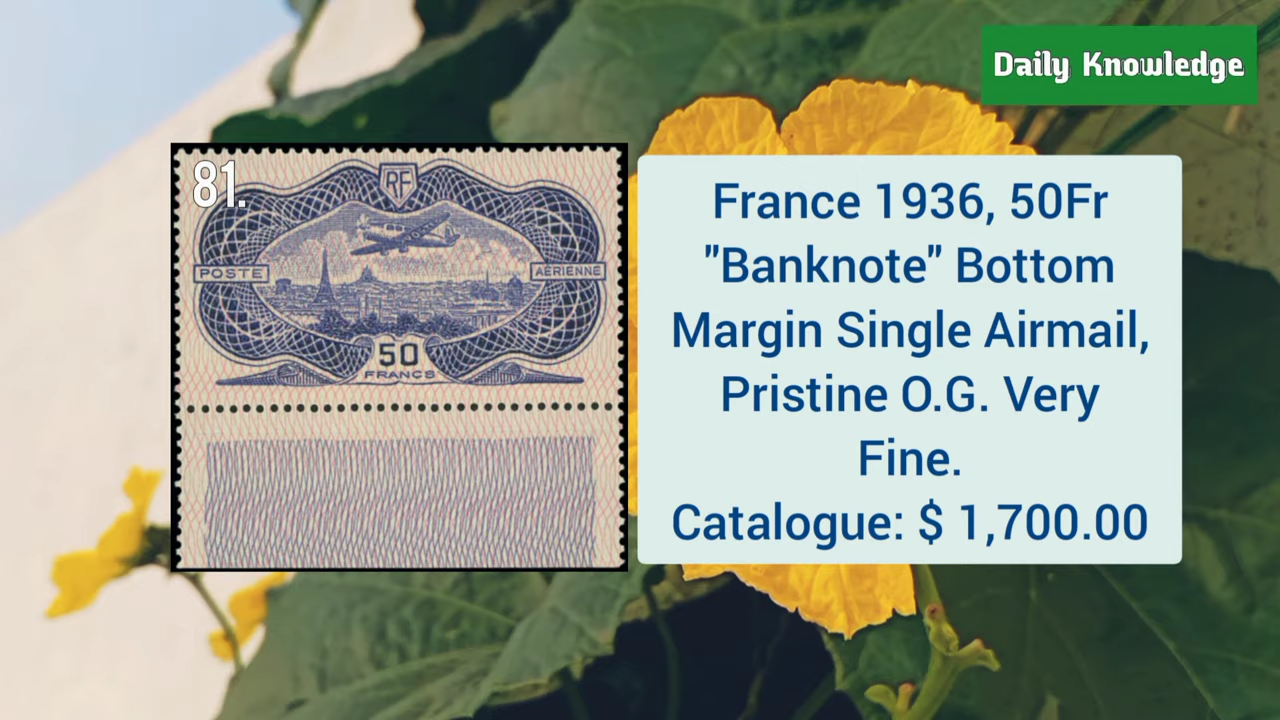 Daily Knowledge
81.
RF
POSTE
AÉRIENNE
50
FRANCS
France 1936, 50Fr
"Banknote" Bottom
Margin Single Airmail,
Pristine O.G. Very
Fine.
Catalogue: $ 1,700.00